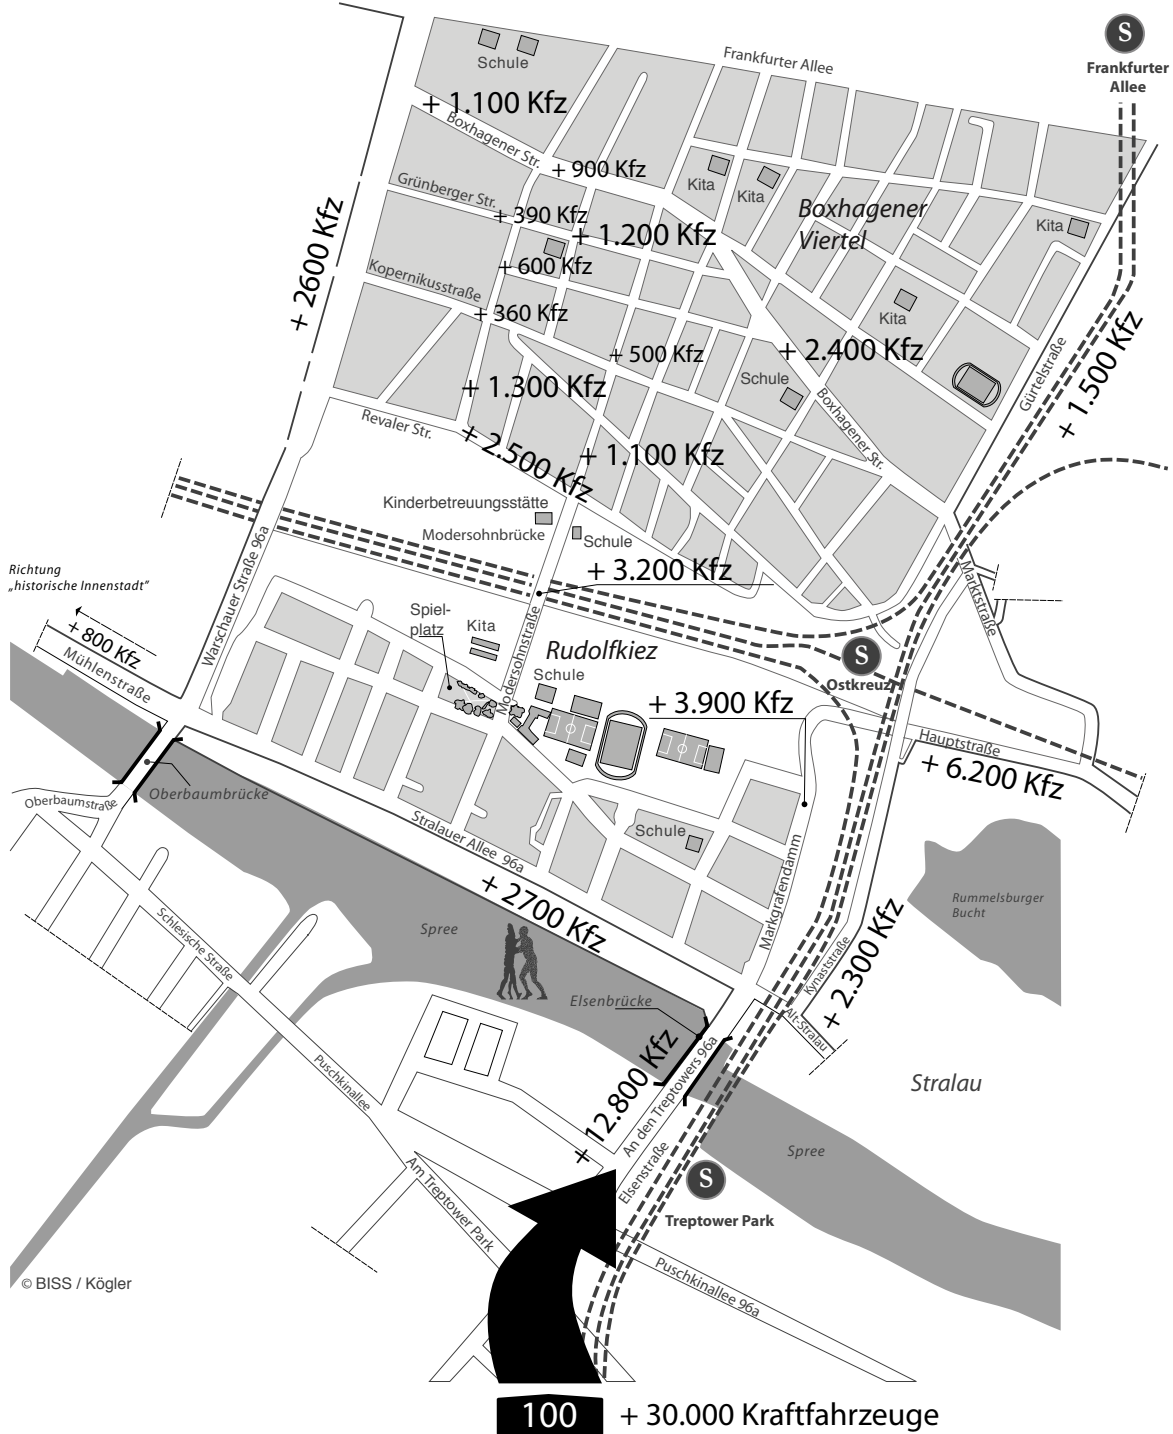 S
Frankfurter
Allee
Frankfurter Allee
Schule
+ 1.100 Kfz
Boxhagener Str.
+ 900 Kfz
Kita
Kita
Grünberger Str.
+ 390 Kfz
+ 1.200 Kfz
Boxhagener
Viertel
Kita
+ 2600 Kfz
+ 600 Kfz
Kopernikusstraße
+ 360 Kfz
Kita
+ 500 Kfz
+ 2.400 Kfz
Schule
Gürtelstraße
+ 1.500 Kfz
+ 1.300 Kfz
Boxhagener Str.
Revaler Str.
+ 2.500 Kfz
+ 1.100 Kfz
Kinderbetreuungsstätte
Modersohnbrücke
Schule
Warschauer Straße 96a
+ 3.200 Kfz
Marktstraße
Richtung
„historische Innenstadt”
+ 800 Kfz
Mühlenstraße
Spiel-
platz
Kita
Modersohnstraße
Rudolfkiez
Schule
S
Ostkreuz
+ 3.900 Kfz
Hauptstraße
+ 6.200 Kfz
Oberbaumstraße
Oberbaumbrücke
Stralauer Allee 96a
Schule
Markgrafendamm
+ 2700 Kfz
Rummelsburger
Bucht
Schlesische Straße
Spree
Kynaststraße
+ 2.300 Kfz
Elsenbrücke
Alt-Stralau
Puschkinallee
+ 12.800 Kfz
An den Treptowers 96a
Stralau
Elsenstraße
Spree
S
Treptower Park
Am Treptower Park
Puschkinallee 96a
© BISS / Kögler
100
+ 30.000 Kraftfahrzeuge